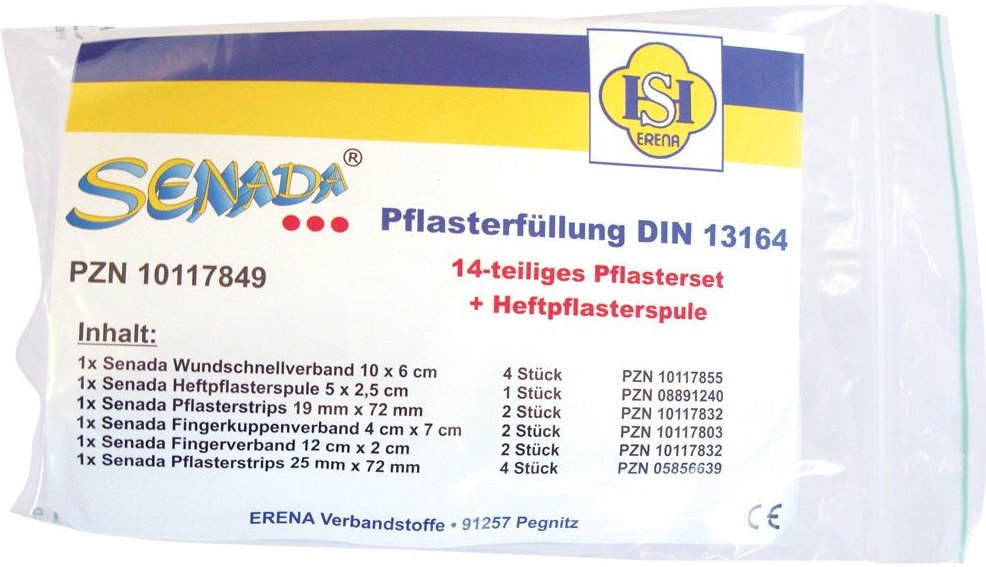 HSH
ERENA
SENADA®
Pflasterfüllung DIN 13164
PZN 10117849
14-teiliges Pflasterset
+ Heftpflasterspule
Inhalt:
1x Senada Wundschnellverband 10 x 6 cm 4 Stück PZN 10117855
1x Senada Heftpflasterspule 5 x 2,5 cm 1 Stück PZN 08891240
1x Senada Pflasterstrips 19 mm x 72 mm 2 Stück PZN 10117832
1x Senada Fingerkuppenverband 4 cm x 7 cm 2 Stück PZN 10117803
1x Senada Fingerverband 12 cm x 2 cm 2 Stück PZN 10117832
1x Senada Pflasterstrips 25 mm x 72 mm 4 Stück PZN 05856639
ERENA Verbandstoffe • 91257 Pegnitz CE